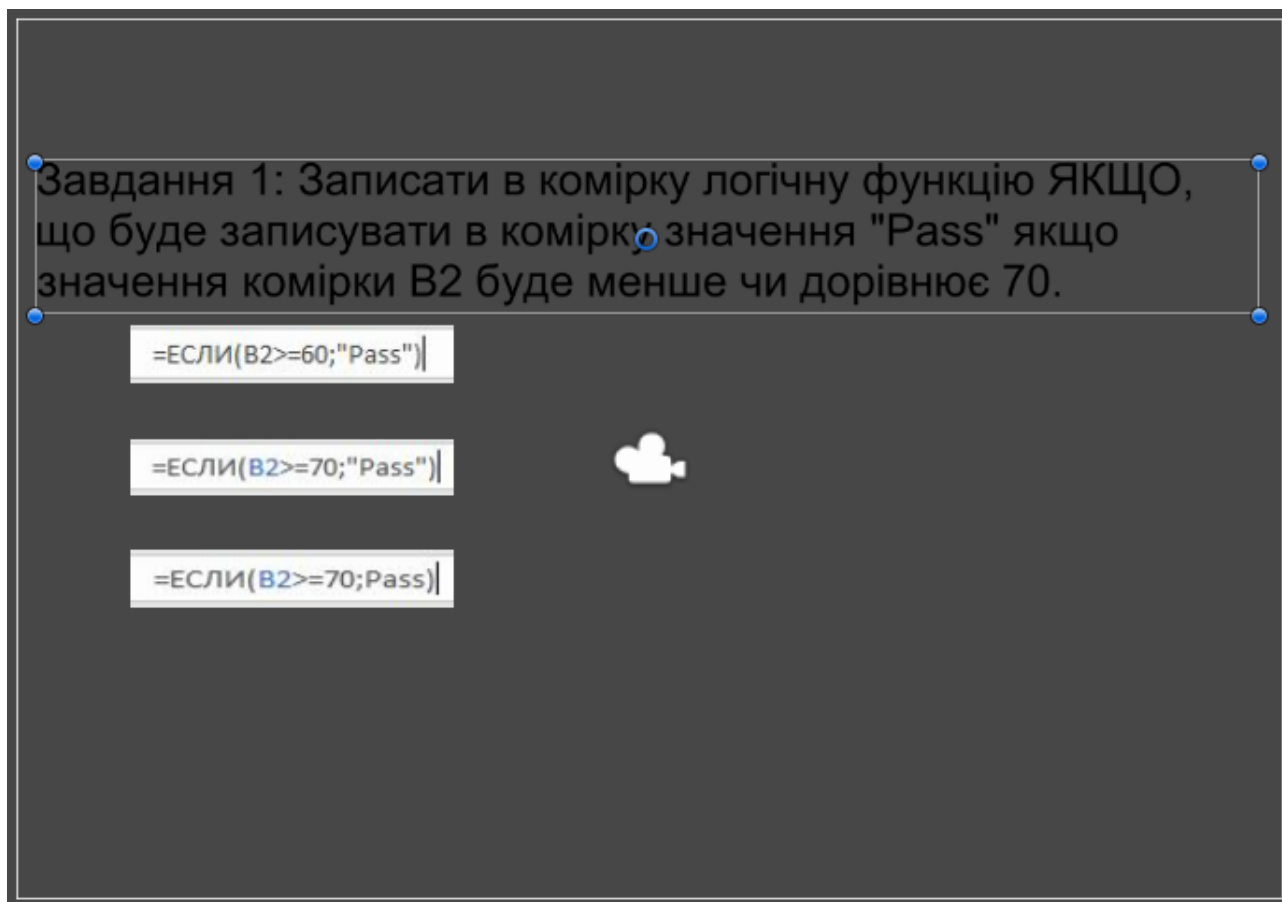 Завдання 1: Записати в комірку логічну функцію ЯКЩО,
що буде записувати в комірку значення "Pass" якщо
значення комірки B2 буде менше чи дорівнює 70.
=ЕСЛИ(B2>=60;"Pass")
=ЕСЛИ(B2>=70;"Pass")
=ЕСЛИ(B2>=70;Pass)